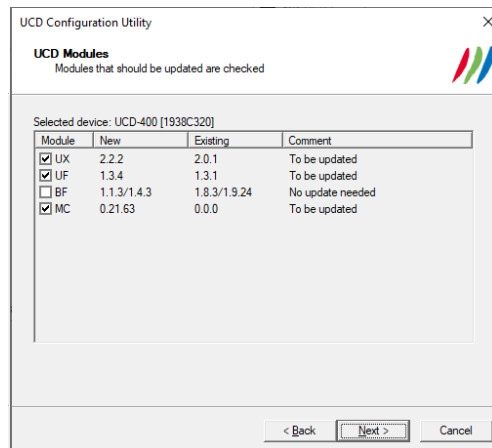 UCD Configuration Utility
UCD Modules
Modules that should be updated are checked
Selected device: UCD-400 [1938C320]
Module New Existing Comment
UX 2.2.2 2.0.1 To be updated
UF 1.3.4 1.3.1 To be updated
BF 1.1.3/1.4.3 1.8.3/1.9.24 No update needed
MC 0.21.63 0.0.0 To be updated
< Back Next > Cancel